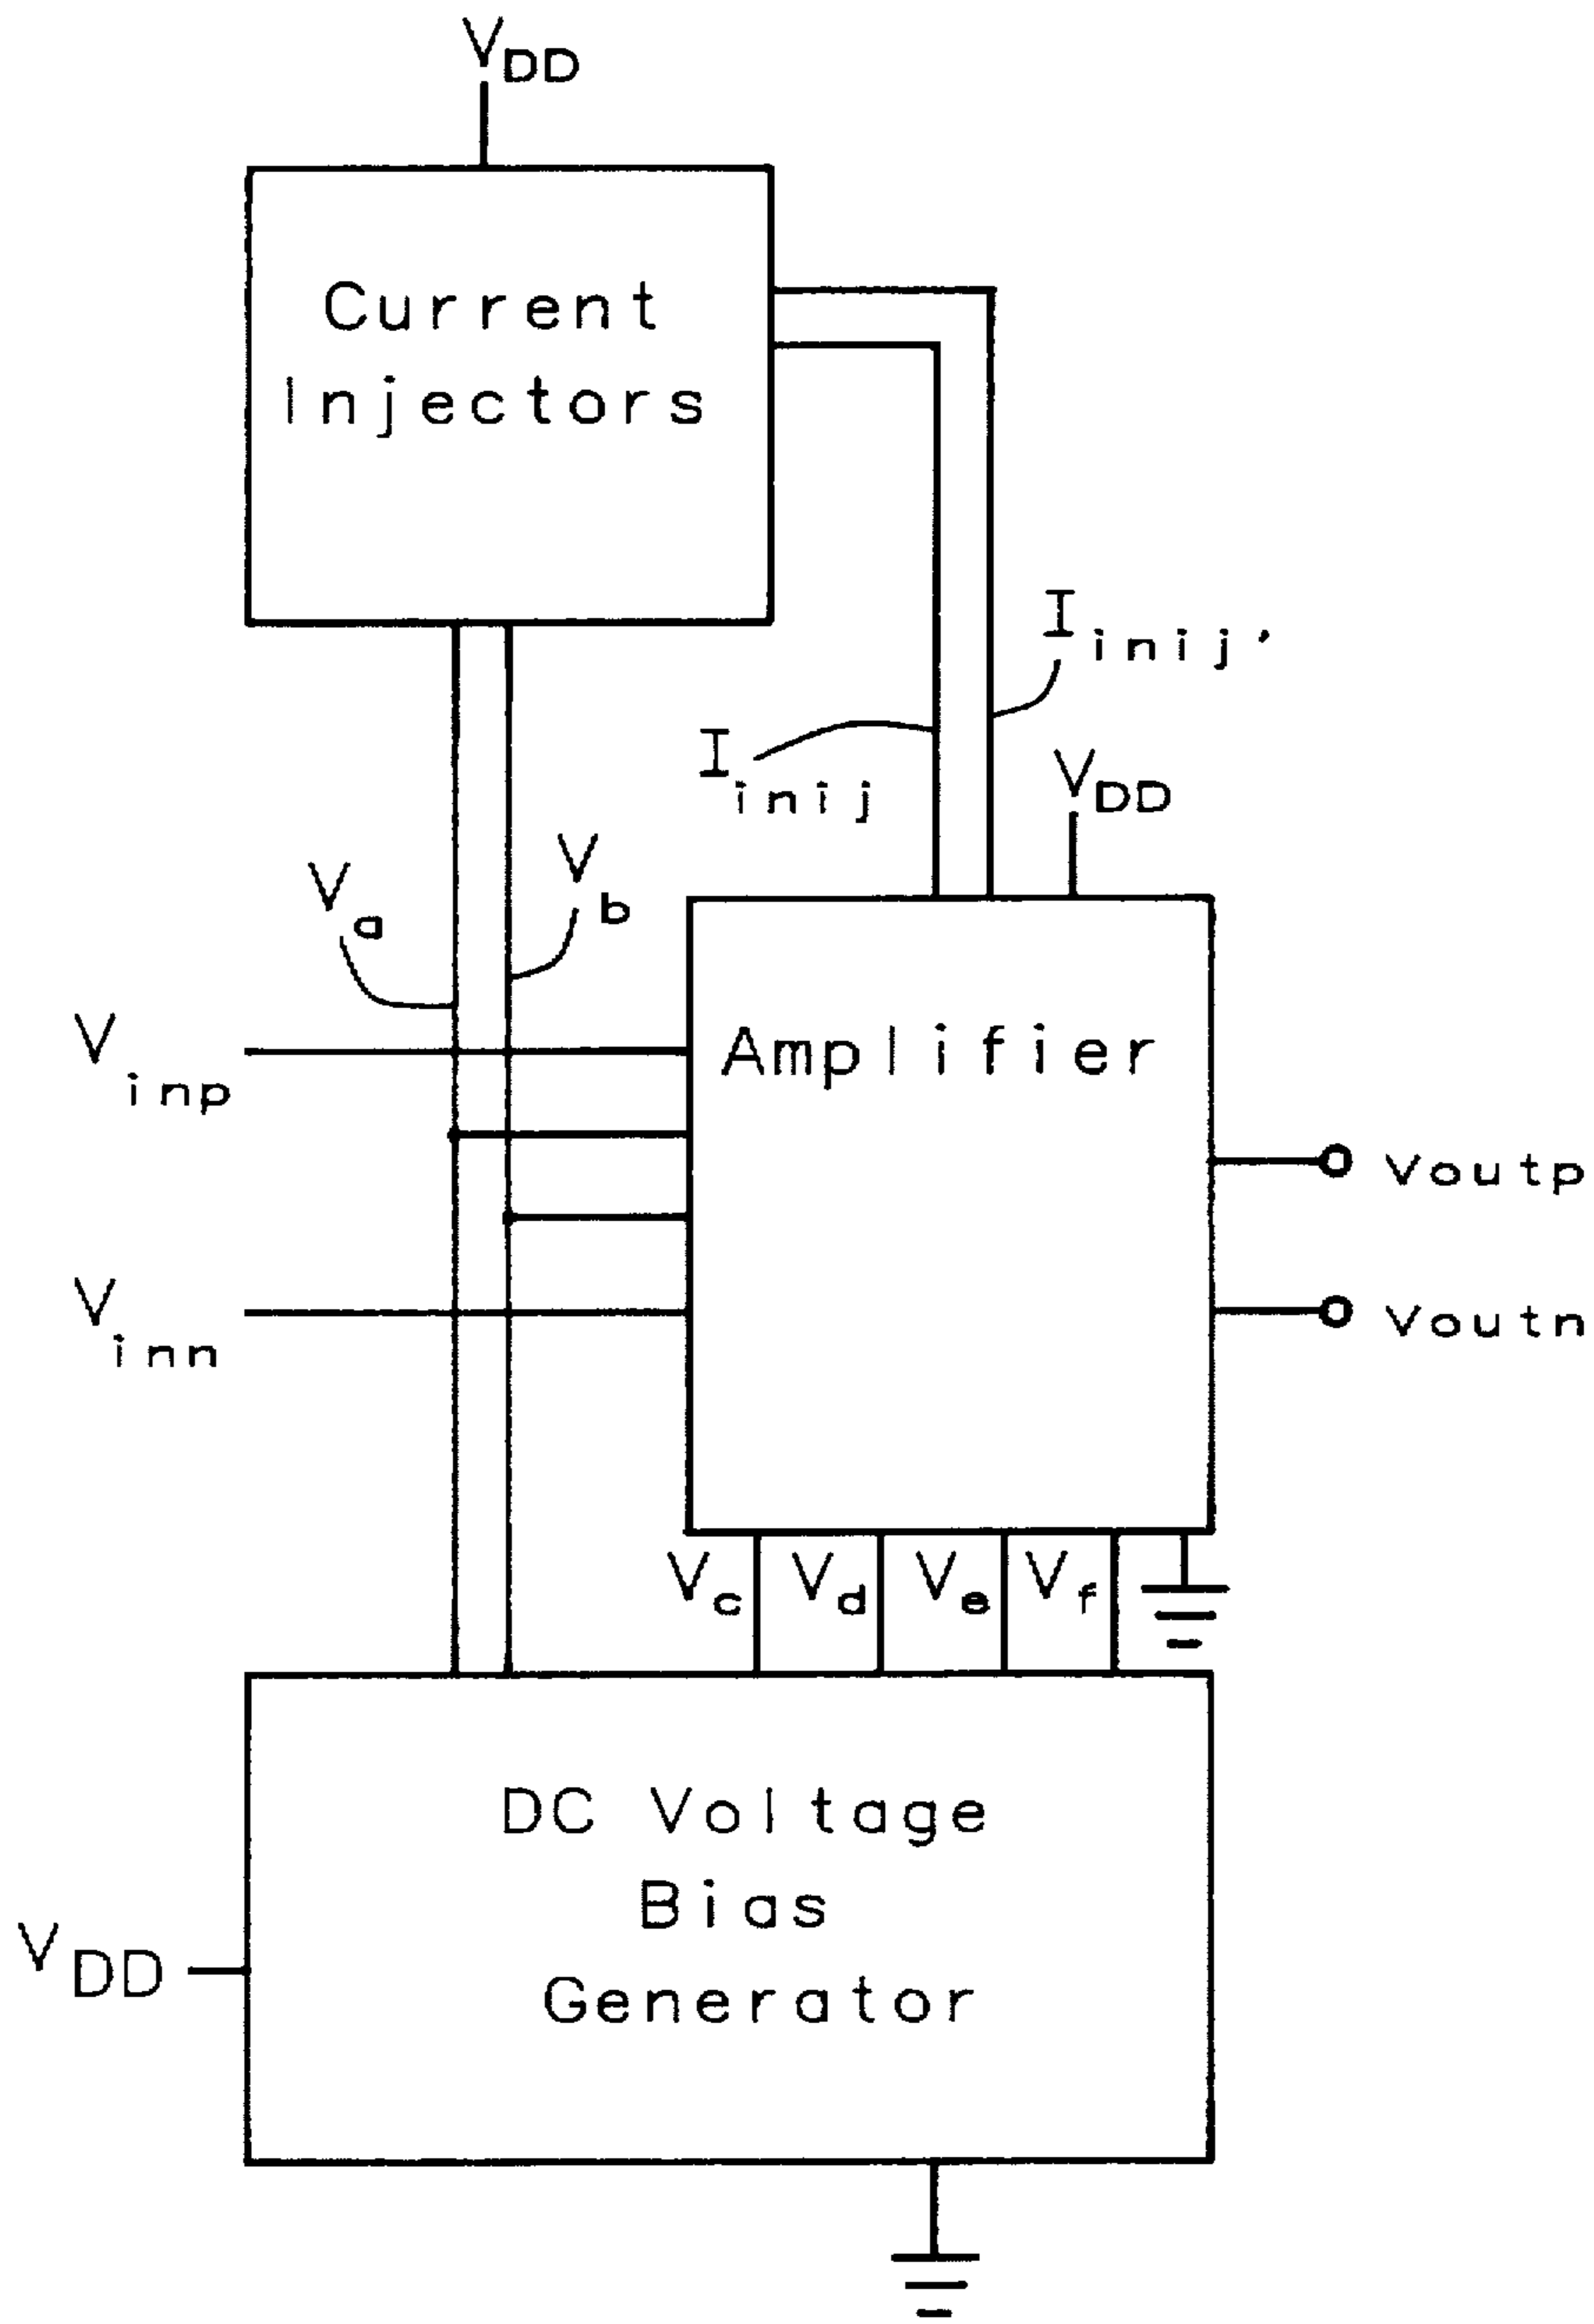 VDD
Current
Injectors
Iinij'
Iinij
VDD
Vb
Va
Vinp
Amplifier
Voutp
Vinn
Voutn
Vc Vd Ve Vf
DC Voltage
Bias
Generator
VDD